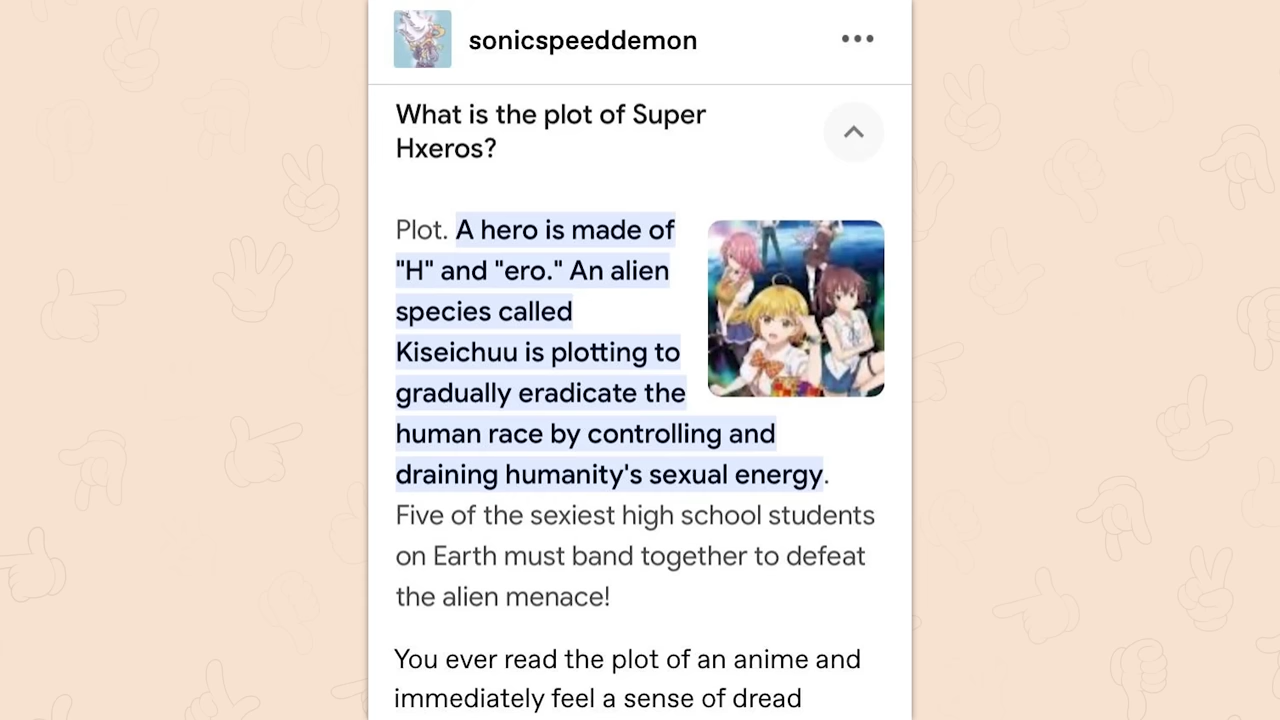 sonicspeeddemon
What is the plot of Super
Hxeros?
Plot. A hero is made of
"H" and "ero." An alien
species called
Kiseichuu is plotting to
gradually eradicate the
human race by controlling and
draining humanity's sexual energy.
Five of the sexiest high school students
on Earth must band together to defeat
the alien menace!
You ever read the plot of an anime and
immediately feel a sense of dread